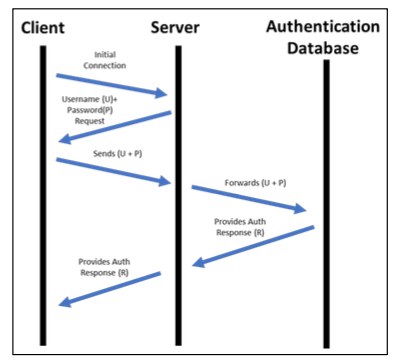 Client
Server
Authentication
Database
Initial
Connection
Username (U)+
Password(P)
Request
Sends (U + P)
Forwards (U + P)
Provides Auth
Response (R)
Provides Auth
Response (R)